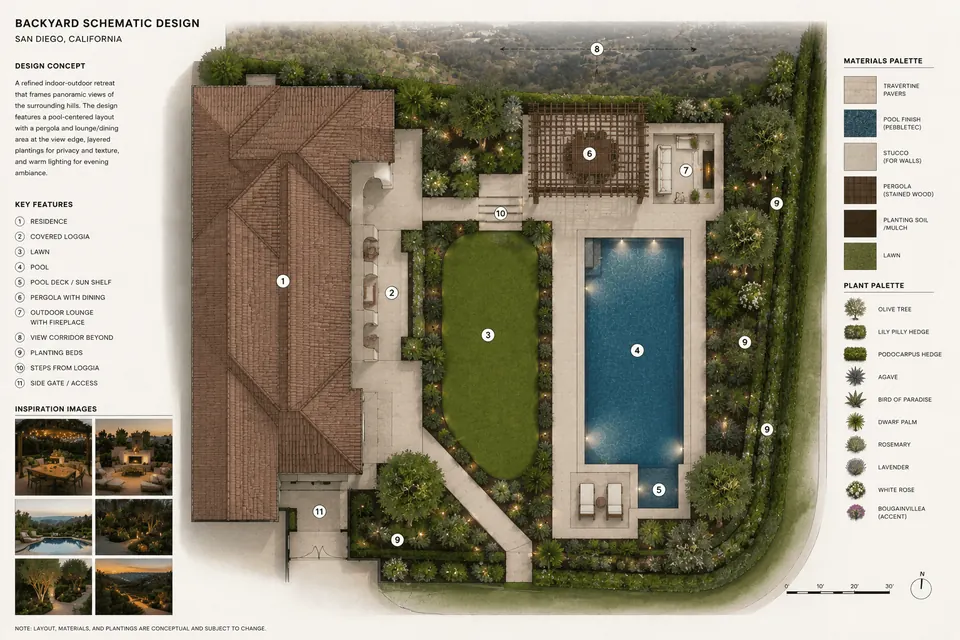 BACKYARD SCHEMATIC DESIGN
SAN DIEGO, CALIFORNIA
DESIGN CONCEPT
A refined indoor-outdoor retreat
that frames panoramic views of
the surrounding hills. The design
features a pool-centered layout
with a pergola and lounge/dining
area at the view edge, layered
plantings for privacy and texture,
and warm lighting for evening
ambiance.
KEY FEATURES
1 RESIDENCE
2 COVERED LOGGIA
3 LAWN
4 POOL
5 POOL DECK / SUN SHELF
6 PERGOLA WITH DINING
7 OUTDOOR LOUNGE
WITH FIREPLACE
8 VIEW CORRIDOR BEYOND
9 PLANTING BEDS
10 STEPS FROM LOGGIA
11 SIDE GATE / ACCESS
INSPIRATION IMAGES
NOTE: LAYOUT, MATERIALS, AND PLANTINGS ARE CONCEPTUAL AND SUBJECT TO CHANGE.
8
6
7
9
10
1
2
3
4
9
9
5
11
9
MATERIALS PALETTE
TRAVERTINE
PAVERS
POOL FINISH
(PEBBLETEC)
STUCCO
(FOR WALLS)
PERGOLA
(STAINED WOOD)
PLANTING SOIL
/MULCH
LAWN
PLANT PALETTE
OLIVE TREE
LILY PILLY HEDGE
PODOCARPUS HEDGE
AGAVE
BIRD OF PARADISE
DWARF PALM
ROSEMARY
LAVENDER
WHITE ROSE
BOUGAINVILLEA
(ACCENT)
0' 10' 20' 30'
N